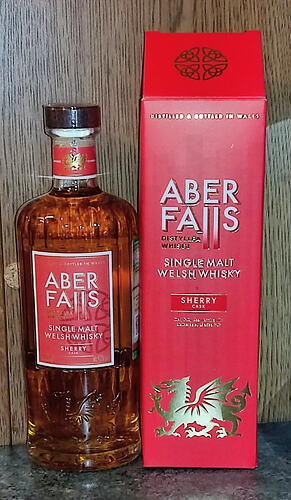 ABER
FALLS
SINGLE MALT
WELSH WHISKY
SHERRY
CASK
DISTILLED & BOTTLED IN WALES
ABER
FALLS
DISTYLLFA
WHISGI
SINGLE MALT
WELSH WHISKY
SHERRY
CASK